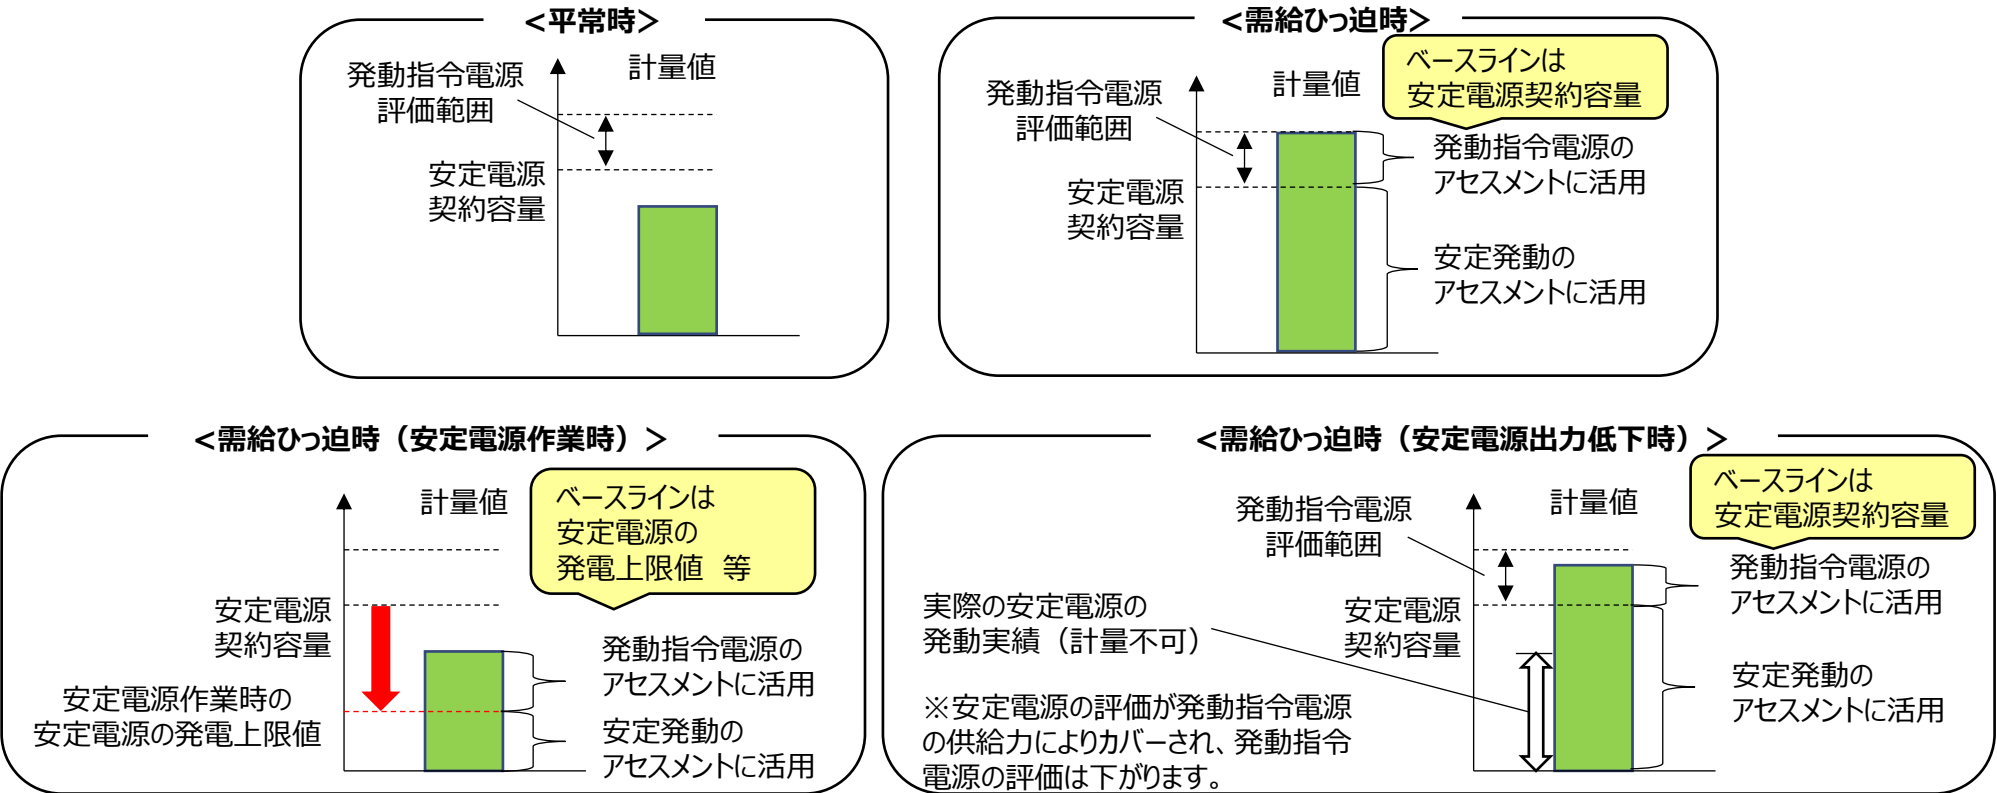 <平常時>
計量値
発動指令電源
評価範囲
安定電源
契約容量
<需給ひっ迫時>
ベースラインは
安定電源契約容量
計量値
発動指令電源
評価範囲
発動指令電源の
アセスメントに活用
安定電源
契約容量
安定発動の
アセスメントに活用
<需給ひっ迫時（安定電源作業時）>
計量値
ベースラインは
安定電源の
発電上限値 等
安定電源
契約容量
発動指令電源の
アセスメントに活用
安定電源作業時の
安定電源の発電上限値
安定発動の
アセスメントに活用
<需給ひっ迫時（安定電源出力低下時）>
ベースラインは
安定電源契約容量
計量値
発動指令電源
評価範囲
発動指令電源の
アセスメントに活用
実際の安定電源の
発動実績（計量不可）
安定電源
契約容量
安定発動の
アセスメントに活用
※安定電源の評価が発動指令電源
の供給力によりカバーされ、発動指令
電源の評価は下がります。